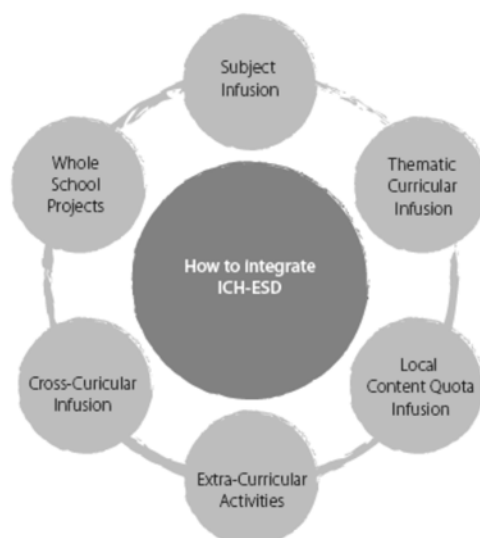 Subject
Infusion
Thematic
Curricular
Infusion
Local
Content Quota
Infusion
Extra-Curricular
Activities
Cross-Curicular
Infusion
Whole
School
Projects
How to integrate
ICH-ESD